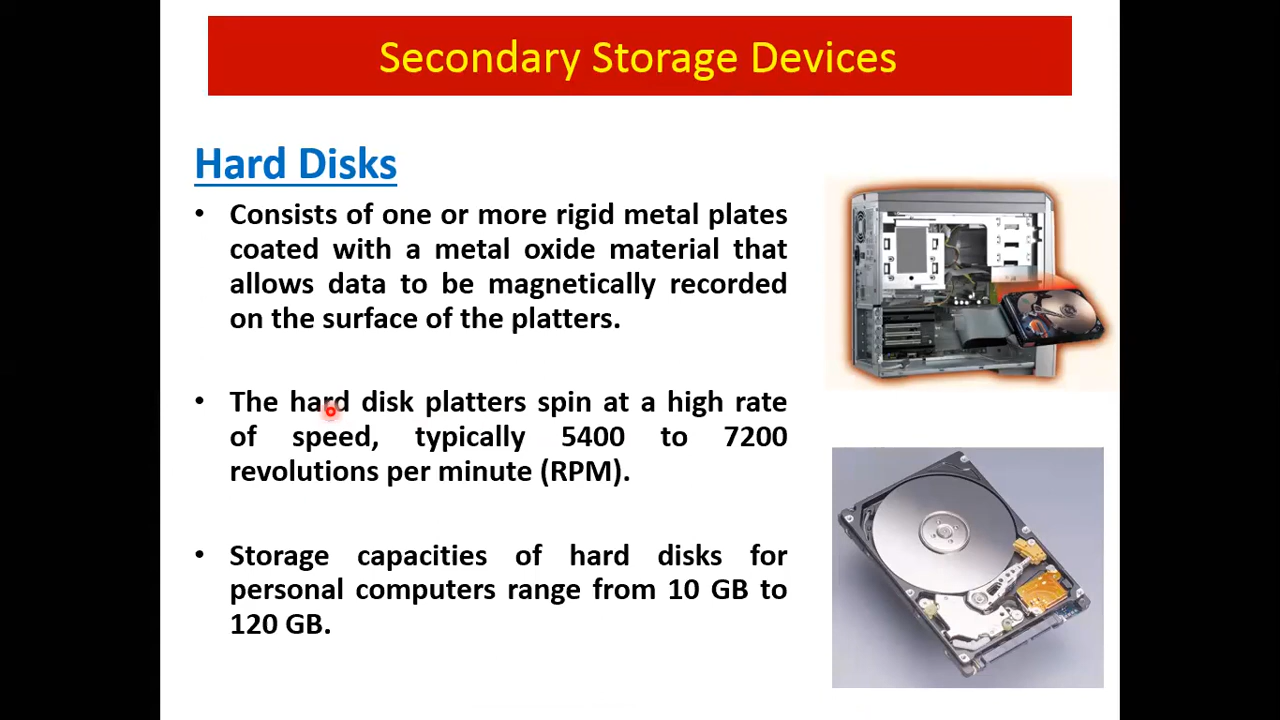 Secondary Storage Devices
Hard Disks
• Consists of one or more rigid metal plates
coated with a metal oxide material that
allows data to be magnetically recorded
on the surface of the platters.
• The hard disk platters spin at a high rate
of speed, typically 5400 to 7200
revolutions per minute (RPM).
• Storage capacities of hard disks for
personal computers range from 10 GB to
120 GB.